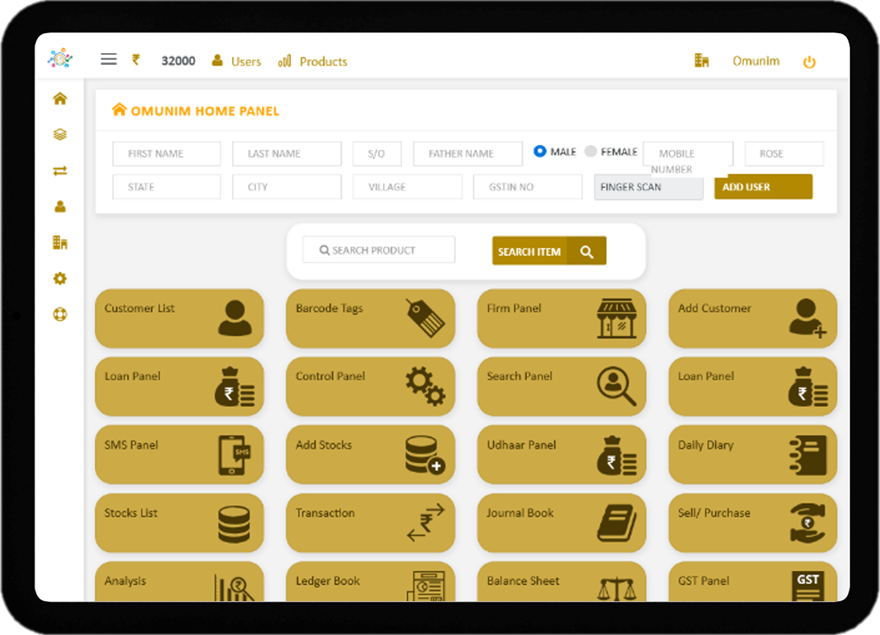 ₹ 32000 Users Products Omunim
OMUNIM HOME PANEL
FIRST NAME LAST NAME S/O FATHER NAME MALE FEMALE MOBILE NUMBER ROSE
STATE CITY VILLAGE GSTIN NO FINGER SCAN ADD USER
SEARCH PRODUCT SEARCH ITEM
Customer List Barcode Tags Firm Panel Add Customer
Loan Panel ₹ Control Panel Search Panel Loan Panel ₹
SMS Panel SMS Add Stocks Udhaar Panel ₹ Daily Diary
Stocks List Transaction ₹ Journal Book Sell/ Purchase ₹
Analysis ₹ Ledger Book Balance Sheet GST Panel GST